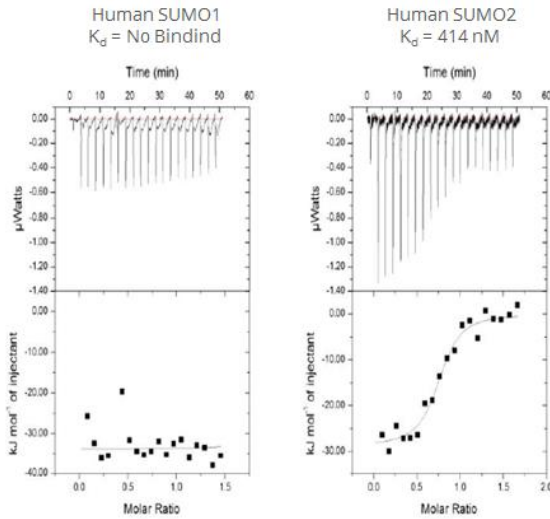 Human SUMO1
K_d = No Bindind
Time (min)
0 10 20 30 40 50 60
0.00
-0.20
-0.40
-0.60
-0.80
-1.00
-1.20
-1.40
µWatts
0.00
-10.00
-20.00
-30.00
-40.00
kJ mol⁻¹ of injectant
0.0 0.5 1.0 1.5
Molar Ratio
Human SUMO2
K_d = 414 nM
Time (min)
0 10 20 30 40 50 60
0.00
-0.20
-0.40
-0.60
-0.80
-1.00
-1.20
-1.40
µWatts
0.00
-10.00
-20.00
-30.00
kJ mol⁻¹ of injectant
0.0 0.5 1.0 1.5 2.0
Molar Ratio